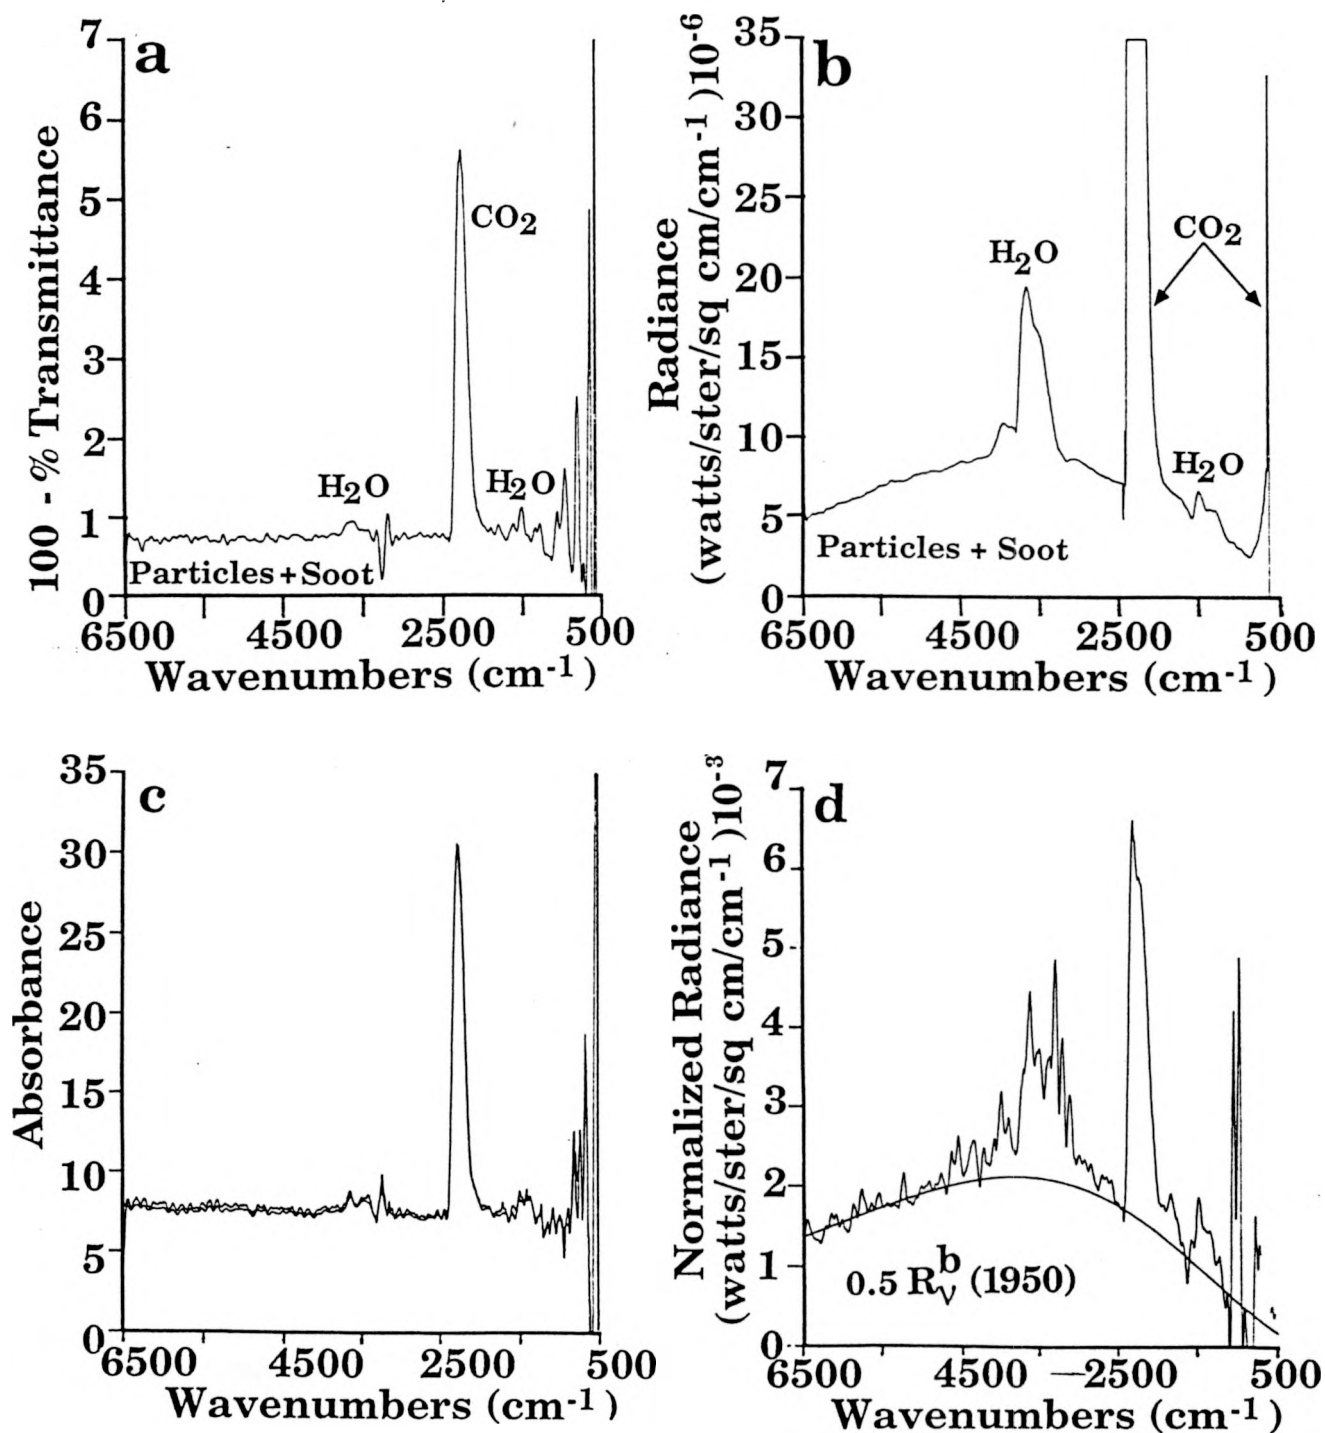 a
100 - % Transmittance
7
6
5
4
3
2
1
0
CO2
H2O
H2O
Particles + Soot
6500
4500
2500
500
Wavenumbers (cm-1)
b
Radiance
(watts/ster/sq cm/cm-1)10-6
35
30
25
20
15
10
5
0
H2O
CO2
H2O
Particles + Soot
6500
4500
2500
500
Wavenumbers (cm-1)
c
Absorbance
35
30
25
20
15
10
5
0
6500
4500
2500
500
Wavenumbers (cm-1)
d
Normalized Radiance
(watts/ster/sq cm/cm-1)10-3
7
6
5
4
3
2
1
0
0.5 Rbν (1950)
6500
4500
2500
500
Wavenumbers (cm-1)